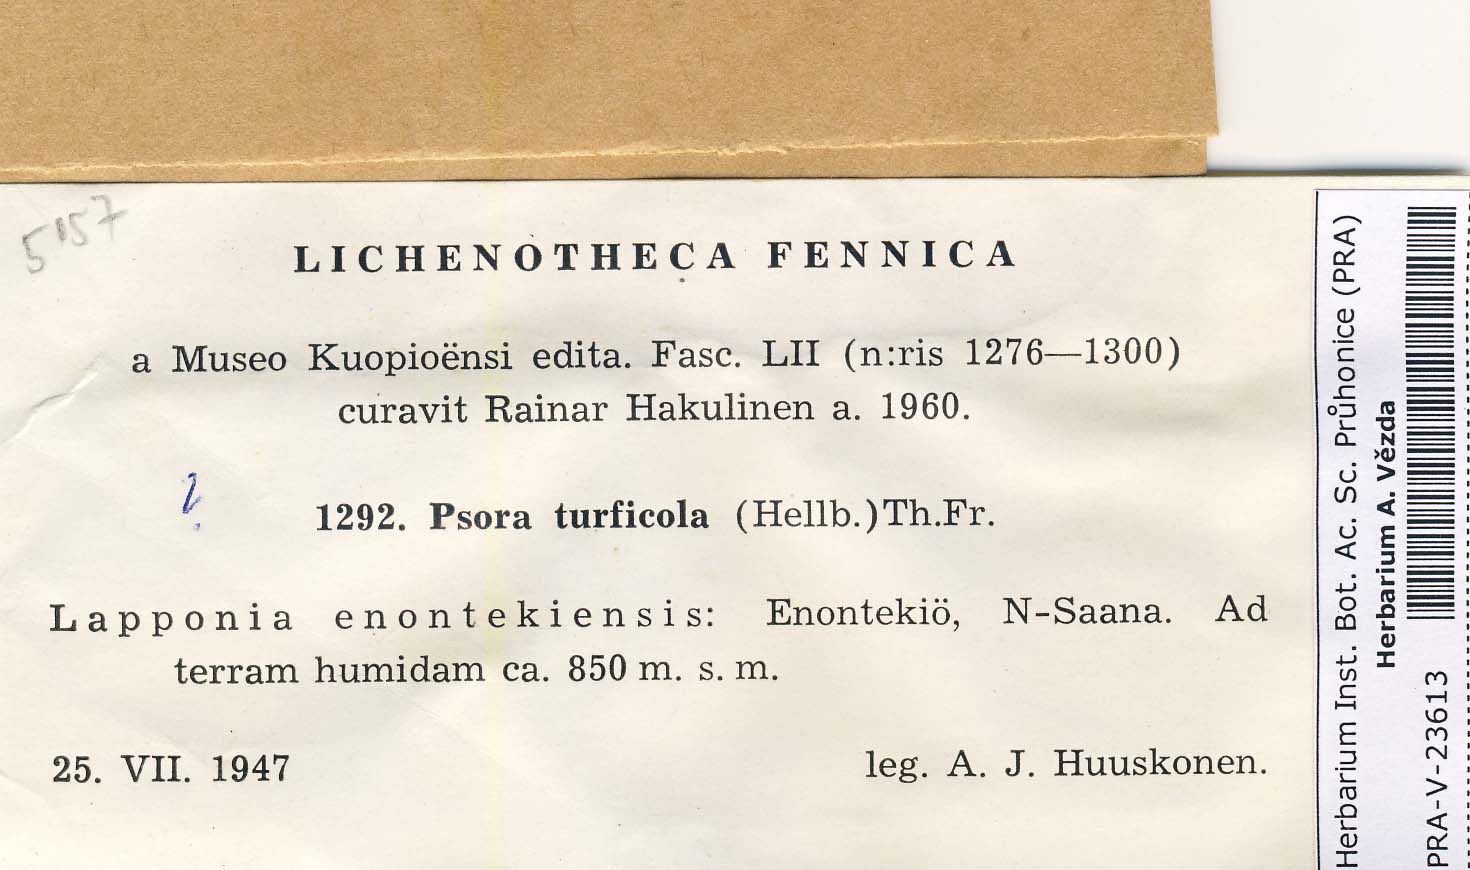 5157
LICHENOTHECA FENNICA
a Museo Kuopioënsi edita. Fasc. LII (n:ris 1276—1300)
curavit Rainar Hakulinen a. 1960.
?
1292. Psora turficola (Hellb.)Th.Fr.
Lapponia enontekiensis: Enontekiö, N-Saana. Ad
terram humidam ca. 850 m. s. m.
25. VII. 1947 leg. A. J. Huuskonen.
Herbarium Inst. Bot. Ac. Sc. Průhonice (PRA)
Herbarium A. Vězda
PRA-V-23613